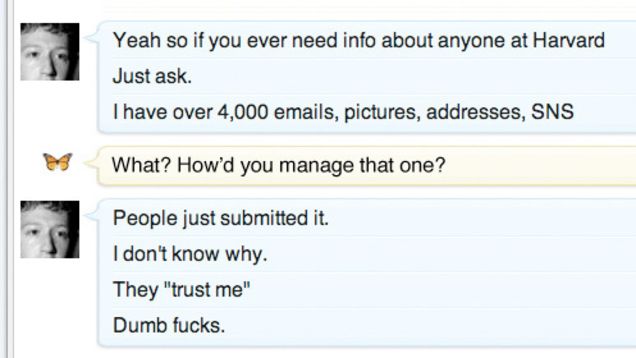 Yeah so if you ever need info about anyone at Harvard
Just ask.
I have over 4,000 emails, pictures, addresses, SNS
What? How'd you manage that one?
People just submitted it.
I don't know why.
They "trust me"
Dumb fucks.